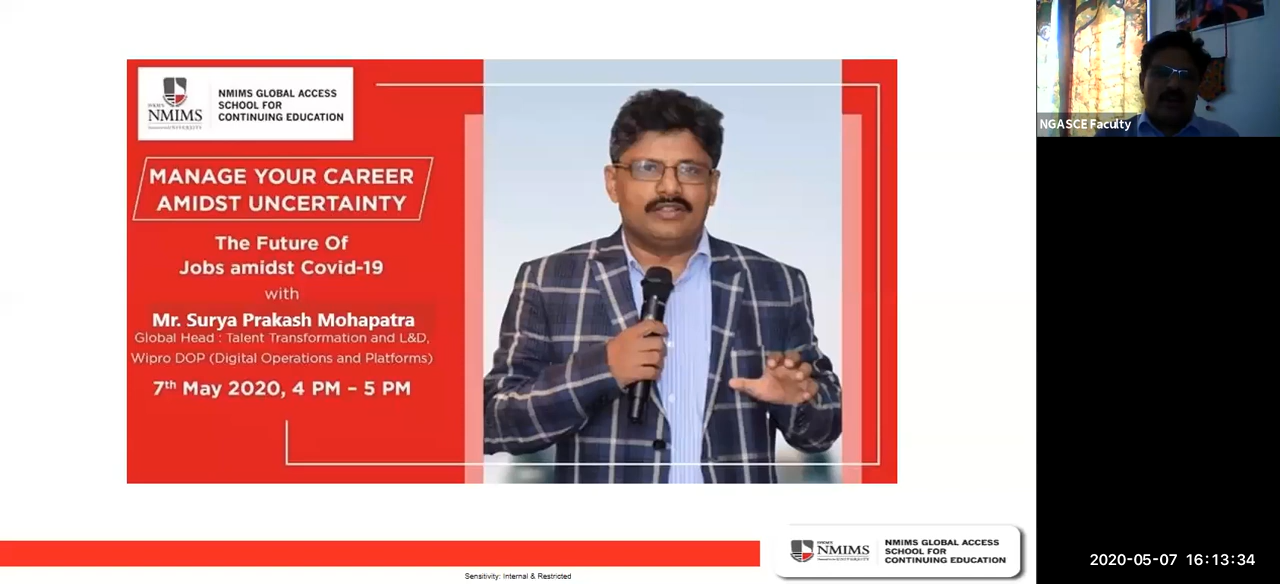 NMIMS
NMIMS GLOBAL ACCESS
SCHOOL FOR
CONTINUING EDUCATION
MANAGE YOUR CAREER
AMIDST UNCERTAINTY
The Future Of
Jobs amidst Covid-19
with
Mr. Surya Prakash Mohapatra
Global Head : Talent Transformation and L&D,
Wipro DOP (Digital Operations and Platforms)
7th May 2020, 4 PM – 5 PM
NGASCE Faculty
NMIMS
NMIMS GLOBAL ACCESS
SCHOOL FOR
CONTINUING EDUCATION
Sensitivity: Internal & Restricted
2020-05-07 16:13:34